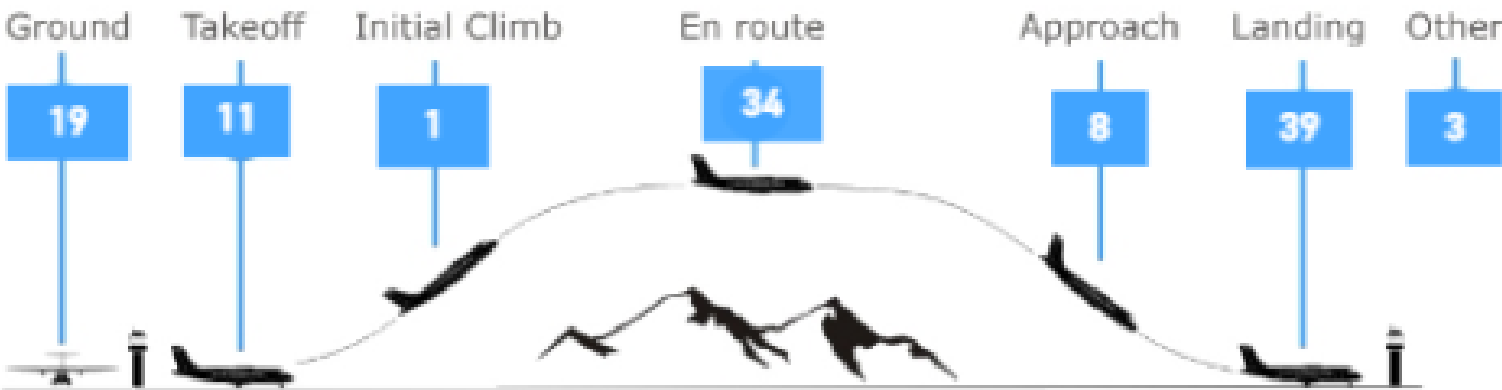 Ground Takeoff Initial Climb En route Approach Landing Other
19 11 1 34 8 39 3